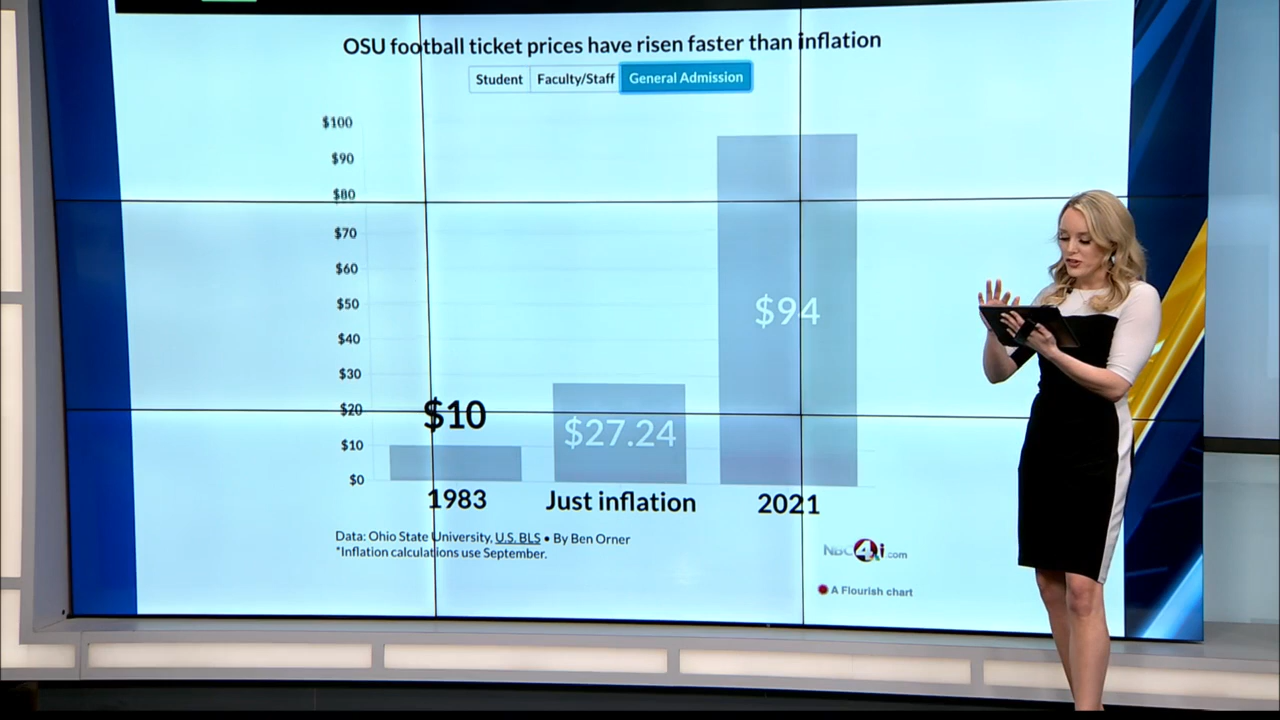 OSU football ticket prices have risen faster than inflation
Student Faculty/Staff General Admission
$100
$90
$80
$70
$60
$50
$40
$30
$20
$10
$0
$10
$27.24
$94
1983 Just inflation 2021
Data: Ohio State University, U.S. BLS • By Ben Orner
*Inflation calculations use September.
NBC4i.com
A Flourish chart